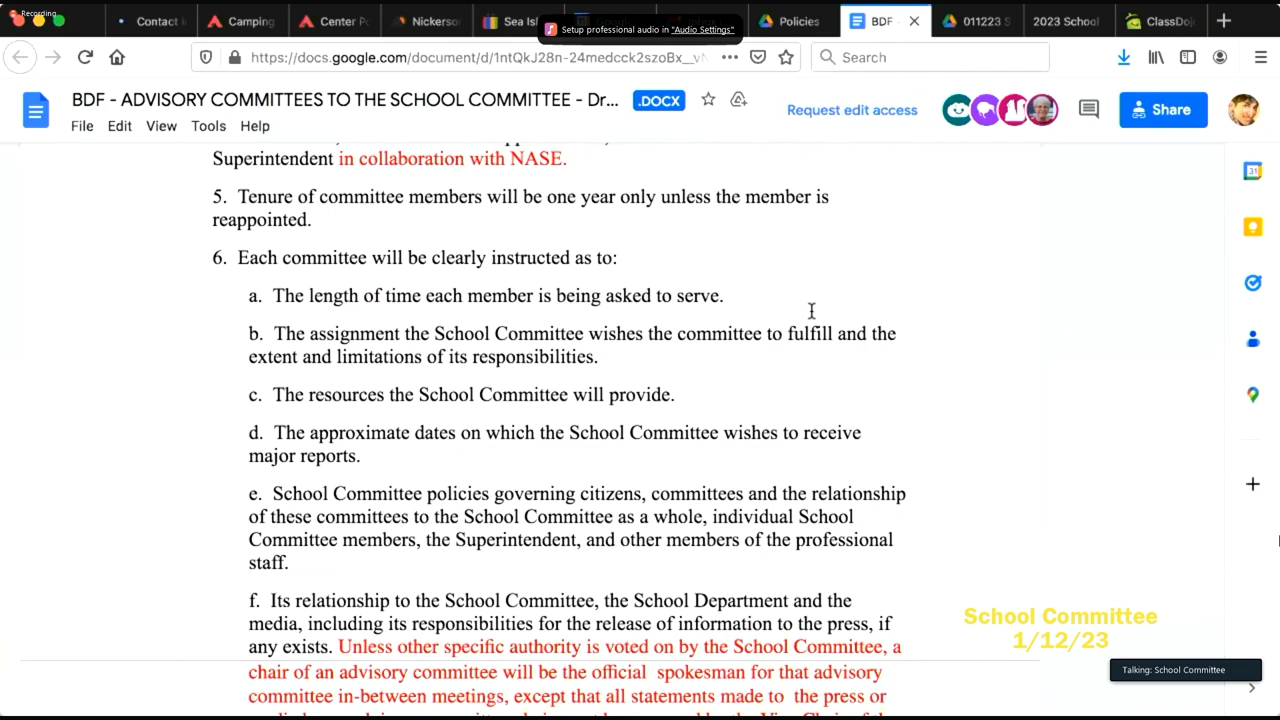 Recording
Contact
Camping
Center P
Nickerson
Sea Isl
Policies
BDF -
011223 S
2023 School
ClassDoj
Setup professional audio in "Audio Settings"
https://docs.google.com/document/d/1ntQkJ28n-24medcck2szoBx__vN
Search
BDF - ADVISORY COMMITTEES TO THE SCHOOL COMMITTEE - Dr...
.DOCX
Request edit access
Share
File Edit View Tools Help
Superintendent in collaboration with NASE.
5. Tenure of committee members will be one year only unless the member is
reappointed.
6. Each committee will be clearly instructed as to:
a. The length of time each member is being asked to serve.
b. The assignment the School Committee wishes the committee to fulfill and the
extent and limitations of its responsibilities.
c. The resources the School Committee will provide.
d. The approximate dates on which the School Committee wishes to receive
major reports.
e. School Committee policies governing citizens, committees and the relationship
of these committees to the School Committee as a whole, individual School
Committee members, the Superintendent, and other members of the professional
staff.
f. Its relationship to the School Committee, the School Department and the
media, including its responsibilities for the release of information to the press, if
any exists. Unless other specific authority is voted on by the School Committee, a
chair of an advisory committee will be the official spokesman for that advisory
committee in-between meetings, except that all statements made to the press or
31
School Committee
1/12/23
Talking: School Committee